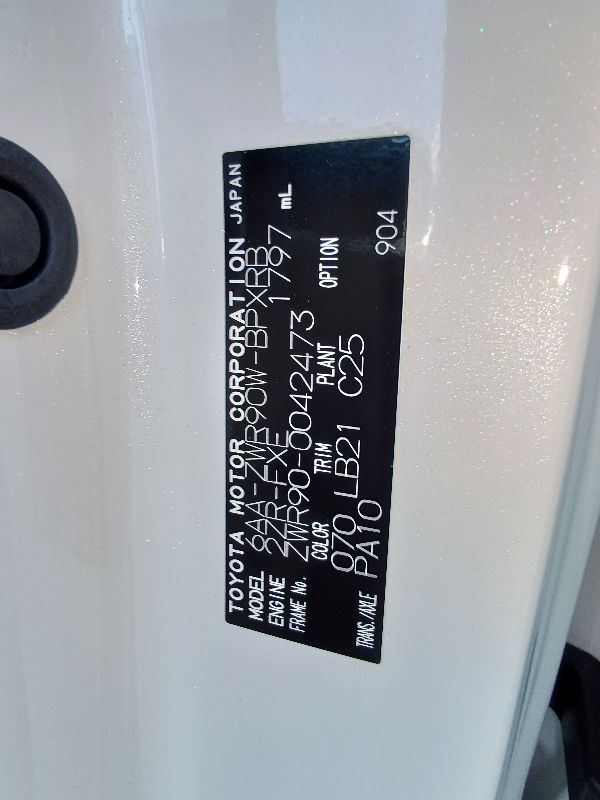 TOYOTA MOTOR CORPORATION JAPAN
MODEL 6AA-ZWR90W-BPXRB
ENGINE 2ZR-FXE 1797 mL
FRAME No. ZWR90-0042473
COLOR TRIM PLANT OPTION
070 LB21 C25
TRANS./AXLE PA10 904